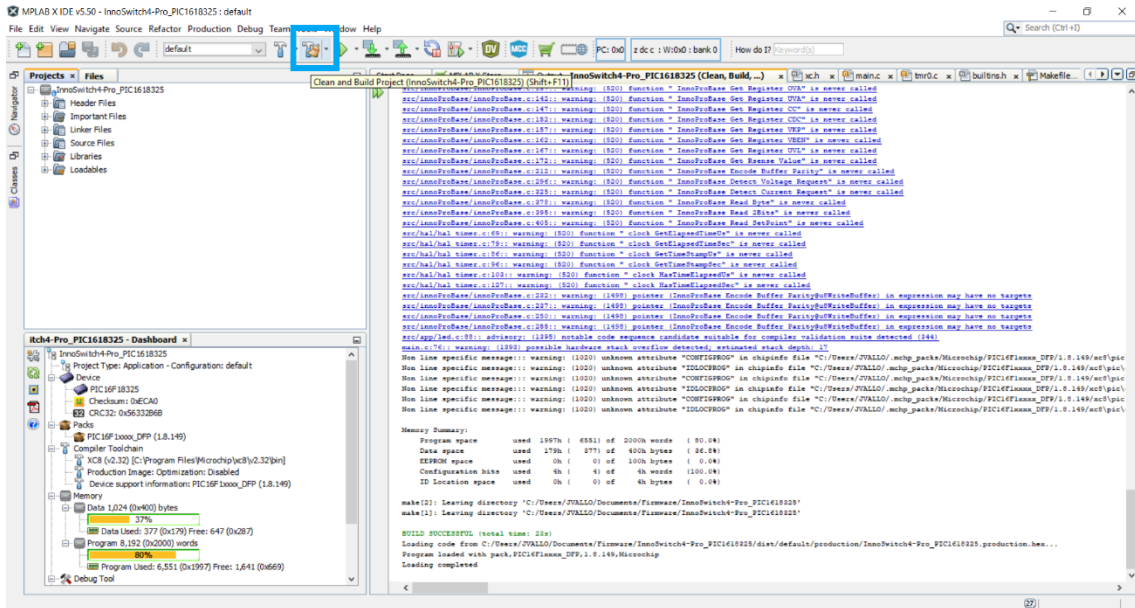 MPLAB X IDE v5.50 - InnoSwitch4-Pro_PIC1618325 : default
File Edit View Navigate Source Refactor Production Debug Team Window Help
Search (Ctrl+I)
default
PC: 0x0 z dc c : W:0x0 : bank 0 How do I? Keyword(s)
Projects x Files
Navigator
Classes
InnoSwitch4-Pro_PIC1618325
Header Files
Important Files
Linker Files
Source Files
Libraries
Loadables
Clean and Build Project (InnoSwitch4-Pro_PIC1618325) (Shift+F11)
InnoSwitch4-Pro_PIC1618325 (Clean, Build, ...) x xc.h x main.c x tmr0.c x builtins.h x Makefile...
src/innoProBase/innoProBase.c:142:: warning: (520) function "_InnoProBase_Get_Register_UVA" is never called
src/innoProBase/innoProBase.c:147:: warning: (520) function "_InnoProBase_Get_Register_CC" is never called
src/innoProBase/innoProBase.c:152:: warning: (520) function "_InnoProBase_Get_Register_CDC" is never called
src/innoProBase/innoProBase.c:157:: warning: (520) function "_InnoProBase_Get_Register_VKP" is never called
src/innoProBase/innoProBase.c:162:: warning: (520) function "_InnoProBase_Get_Register_VBEN" is never called
src/innoProBase/innoProBase.c:167:: warning: (520) function "_InnoProBase_Get_Register_UVL" is never called
src/innoProBase/innoProBase.c:172:: warning: (520) function "_InnoProBase_Get_Rsense_Value" is never called
src/innoProBase/innoProBase.c:212:: warning: (520) function "_InnoProBase_Encode_Buffer_Parity" is never called
src/innoProBase/innoProBase.c:296:: warning: (520) function "_InnoProBase_Detect_Voltage_Request" is never called
src/innoProBase/innoProBase.c:325:: warning: (520) function "_InnoProBase_Detect_Current_Request" is never called
src/innoProBase/innoProBase.c:375:: warning: (520) function "_InnoProBase_Read_Byte" is never called
src/innoProBase/innoProBase.c:395:: warning: (520) function "_InnoProBase_Read_2Bits" is never called
src/innoProBase/innoProBase.c:405:: warning: (520) function "_InnoProBase_Read_SetPoint" is never called
src/hal/hal_timer.c:69:: warning: (520) function "_clock_GetElapsedTimeUs" is never called
src/hal/hal_timer.c:79:: warning: (520) function "_clock_GetElapsedTimeSec" is never called
src/hal/hal_timer.c:86:: warning: (520) function "_clock_GetTimeStampUs" is never called
src/hal/hal_timer.c:96:: warning: (520) function "_clock_GetTimeStampSec" is never called
src/hal/hal_timer.c:103:: warning: (520) function "_clock_HasTimeElapsedUs" is never called
src/hal/hal_timer.c:127:: warning: (520) function "_clock_HasTimeElapsedSec" is never called
src/innoProBase/innoProBase.c:232:: warning: (1498) pointer (InnoProBase_Encode_Buffer_Parity@u8WriteBuffer) in expression may have no targets
src/innoProBase/innoProBase.c:237:: warning: (1498) pointer (InnoProBase_Encode_Buffer_Parity@u8WriteBuffer) in expression may have no targets
src/innoProBase/innoProBase.c:250:: warning: (1498) pointer (InnoProBase_Encode_Buffer_Parity@u8WriteBuffer) in expression may have no targets
src/innoProBase/innoProBase.c:288:: warning: (1498) pointer (InnoProBase_Encode_Buffer_Parity@u8WriteBuffer) in expression may have no targets
src/app/led.c:88:: advisory: (1395) notable code sequence candidate suitable for compiler validation suite detected (344)
main.c:76:: warning: (1393) possible hardware stack overflow detected, estimated stack depth: 17
Non line specific message::: warning: (1020) unknown attribute "CONFIGPROG" in chipinfo file "C:/Users/JVALLO/.mchp_packs/Microchip/PIC16F1xxxx_DFP/1.8.149/xc8\pic
Non line specific message::: warning: (1020) unknown attribute "IDLOCPROG" in chipinfo file "C:/Users/JVALLO/.mchp_packs/Microchip/PIC16F1xxxx_DFP/1.8.149/xc8\pic\
Non line specific message::: warning: (1020) unknown attribute "CONFIGPROG" in chipinfo file "C:/Users/JVALLO/.mchp_packs/Microchip/PIC16F1xxxx_DFP/1.8.149/xc8\pic
Non line specific message::: warning: (1020) unknown attribute "IDLOCPROG" in chipinfo file "C:/Users/JVALLO/.mchp_packs/Microchip/PIC16F1xxxx_DFP/1.8.149/xc8\pic\
Non line specific message::: warning: (1020) unknown attribute "CONFIGPROG" in chipinfo file "C:/Users/JVALLO/.mchp_packs/Microchip/PIC16F1xxxx_DFP/1.8.149/xc8\pic
Non line specific message::: warning: (1020) unknown attribute "IDLOCPROG" in chipinfo file "C:/Users/JVALLO/.mchp_packs/Microchip/PIC16F1xxxx_DFP/1.8.149/xc8\pic\
Memory Summary:
Program space used 1997h ( 6551) of 2000h words ( 80.0%)
Data space used 179h ( 377) of 400h bytes ( 36.8%)
EEPROM space used 0h ( 0) of 100h bytes ( 0.0%)
Configuration bits used 4h ( 4) of 4h words (100.0%)
ID Location space used 0h ( 0) of 4h bytes ( 0.0%)
make[2]: Leaving directory 'C:/Users/JVALLO/Documents/Firmware/InnoSwitch4-Pro_PIC1618325'
make[1]: Leaving directory 'C:/Users/JVALLO/Documents/Firmware/InnoSwitch4-Pro_PIC1618325'
BUILD SUCCESSFUL (total time: 23s)
Loading code from C:/Users/JVALLO/Documents/Firmware/InnoSwitch4-Pro_PIC1618325/dist/default/production/InnoSwitch4-Pro_PIC1618325.production.hex...
Program loaded with pack,PIC16F1xxxx_DFP,1.8.149,Microchip
Loading completed
itch4-Pro_PIC1618325 - Dashboard x
InnoSwitch4-Pro_PIC1618325
Project Type: Application - Configuration: default
Device
PIC16F18325
Checksum: 0xECA0
CRC32: 0x56332B6B
Packs
PIC16F1xxxx_DFP (1.8.149)
Compiler Toolchain
XC8 (v2.32) [C:\Program Files\Microchip\xc8\v2.32\bin]
Production Image: Optimization: Disabled
Device support information: PIC16F1xxxx_DFP (1.8.149)
Memory
Data 1,024 (0x400) bytes
37%
Data Used: 377 (0x179) Free: 647 (0x287)
Program 8,192 (0x2000) words
80%
Program Used: 6,551 (0x1997) Free: 1,641 (0x669)
Debug Tool
27